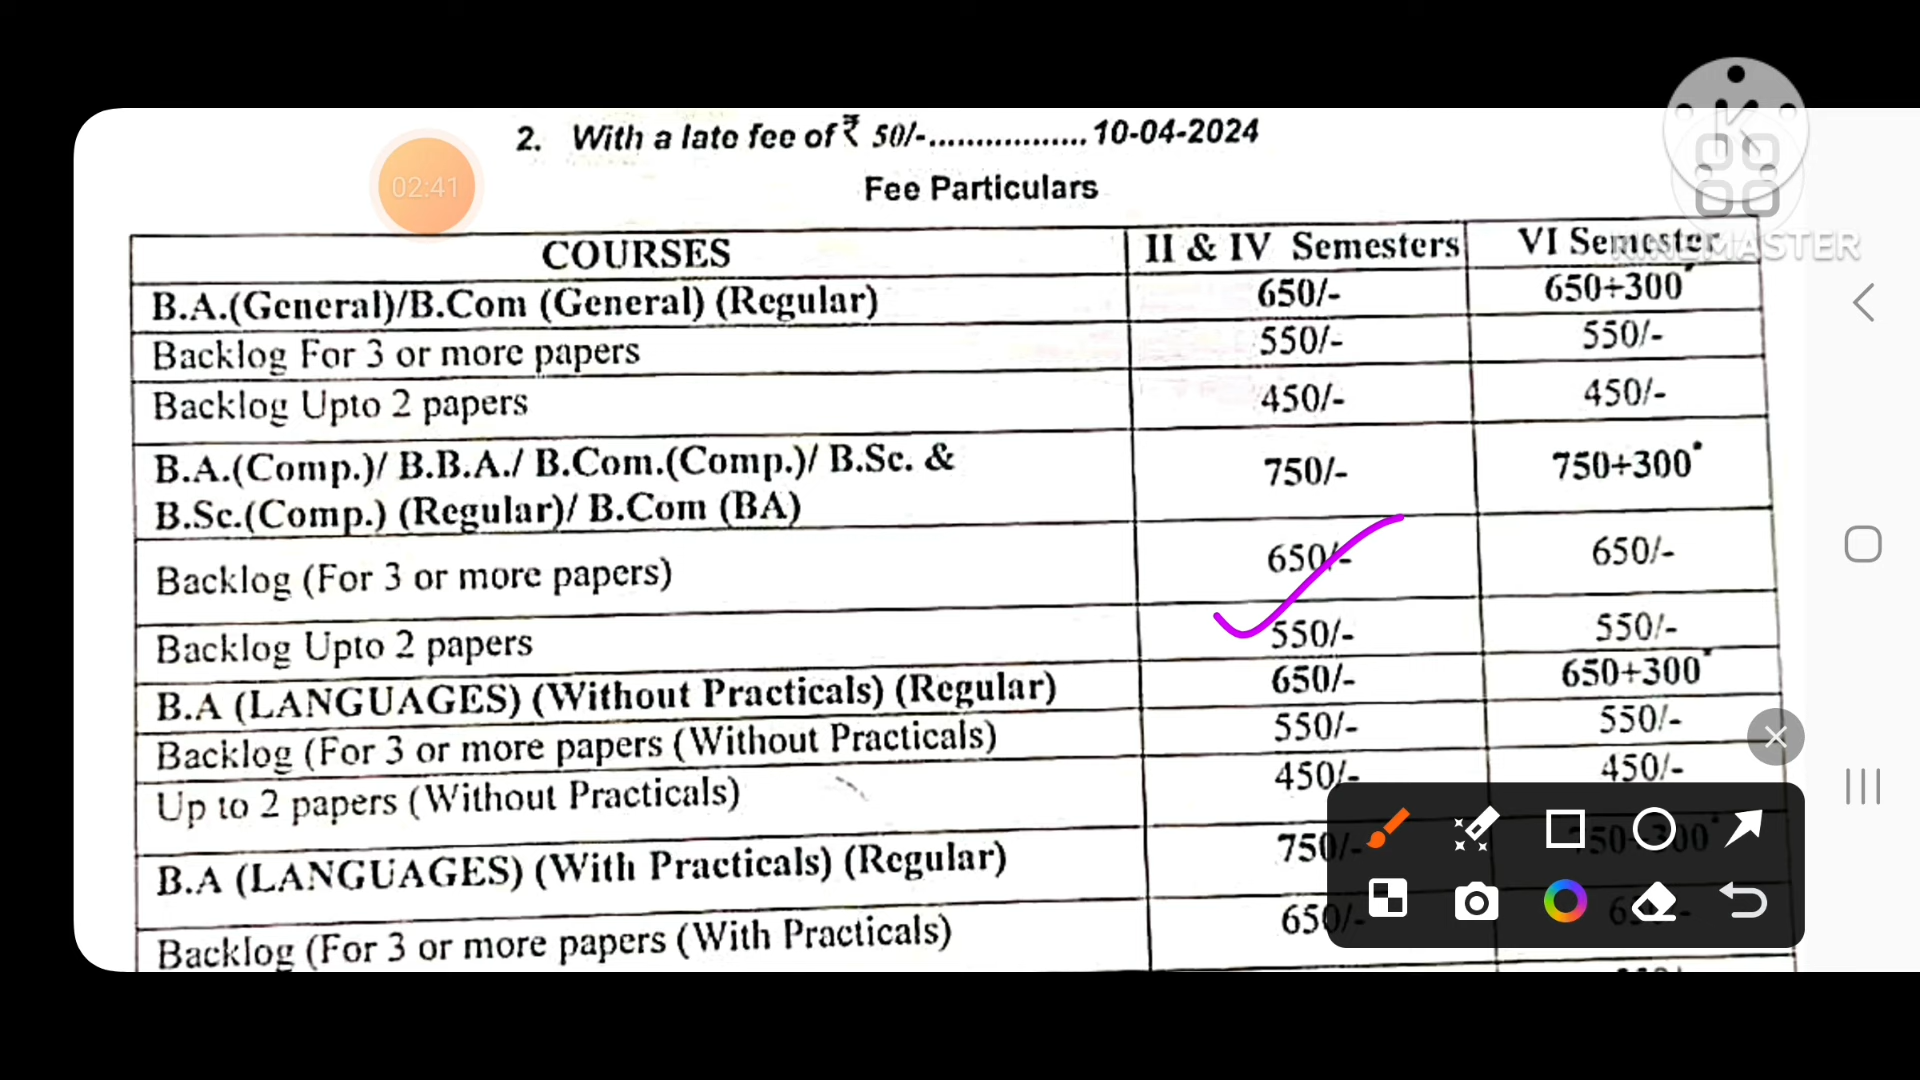 2. With a late fee of ₹ 50/-................. 10-04-2024
02:41
Fee Particulars
KINEMASTER
COURSES II & IV Semesters VI Semester
B.A.(General)/B.Com (General) (Regular) 650/- 650+300*
Backlog For 3 or more papers 550/- 550/-
Backlog Upto 2 papers 450/- 450/-
B.A.(Comp.)/ B.B.A./ B.Com.(Comp.)/ B.Sc. &
B.Sc.(Comp.) (Regular)/ B.Com (BA) 750/- 750+300*
Backlog (For 3 or more papers) 650/- 650/-
Backlog Upto 2 papers 550/- 550/-
B.A (LANGUAGES) (Without Practicals) (Regular) 650/- 650+300*
Backlog (For 3 or more papers (Without Practicals) 550/- 550/-
Up to 2 papers (Without Practicals) 450/- 450/-
B.A (LANGUAGES) (With Practicals) (Regular) 750/- 750+300*
Backlog (For 3 or more papers (With Practicals) 650/-